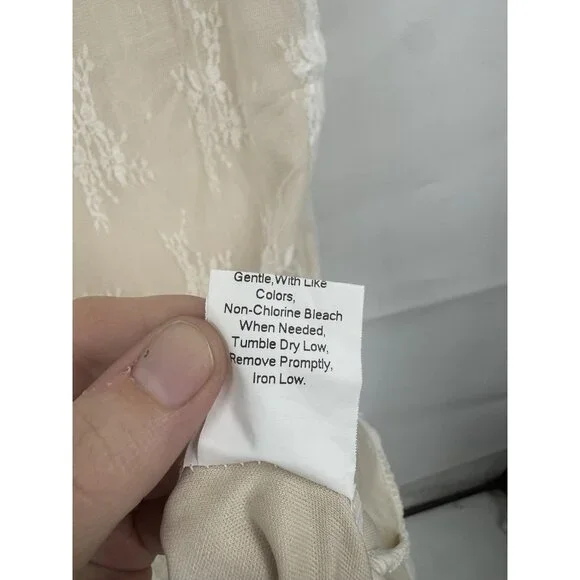 Gentle,With Like
Colors,
Non-Chlorine Bleach
When Needed,
Tumble Dry Low,
Remove Promptly,
Iron Low.